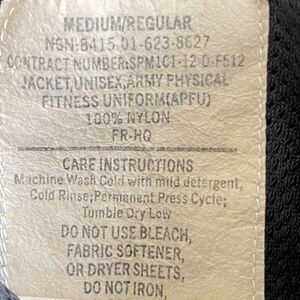 MEDIUM/REGULAR
NSN:8415-01-623-8627
CONTRACT NUMBER:SPM1C1-12-D-F512
JACKET,UNISEX,ARMY PHYSICAL
FITNESS UNIFORM(APFU)
100% NYLON
FR-HQ
CARE INSTRUCTIONS
Machine Wash Cold with mild detergent,
Cold Rinse;Permanent Press Cycle;
Tumble Dry Low
DO NOT USE BLEACH,
FABRIC SOFTENER,
OR DRYER SHEETS,
DO NOT IRON,